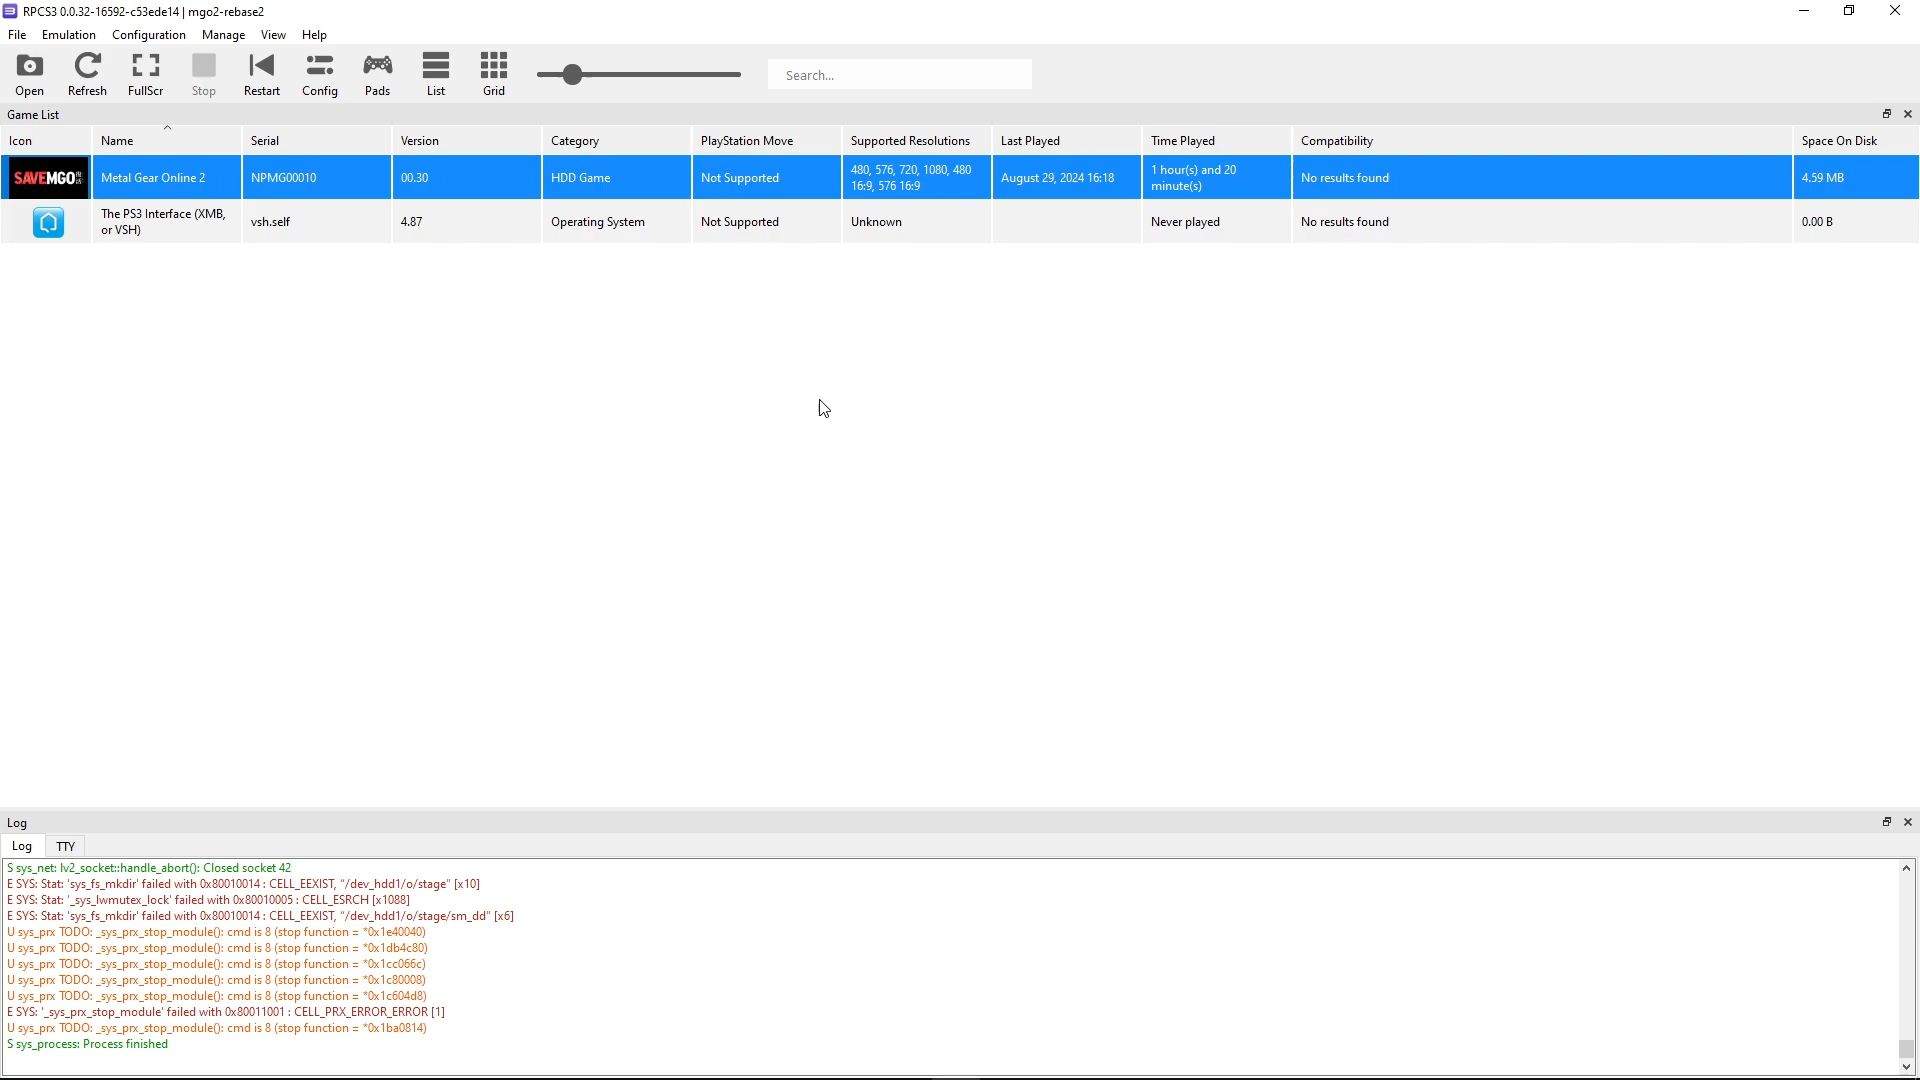 RPCS3 0.0.32-16592-c53ede14 | mgo2-rebase2
File Emulation Configuration Manage View Help
Open Refresh FullScr Stop Restart Config Pads List Grid Search...
Game List
Icon Name Serial Version Category PlayStation Move Supported Resolutions Last Played Time Played Compatibility Space On Disk
SAVEMGO Metal Gear Online 2 NPMG00010 00.30 HDD Game Not Supported 480, 576, 720, 1080, 480 16:9, 576 16:9 August 29, 2024 16:18 1 hour(s) and 20 minute(s) No results found 4.59 MB
The PS3 Interface (XMB, or VSH) vsh.self 4.87 Operating System Not Supported Unknown Never played No results found 0.00 B
Log
Log TTY
S sys_net: lv2_socket::handle_abort(): Closed socket 42
E SYS: Stat: 'sys_fs_mkdir' failed with 0x80010014 : CELL_EEXIST, “/dev_hdd1/o/stage” [x10]
E SYS: Stat: '_sys_lwmutex_lock' failed with 0x80010005 : CELL_ESRCH [x1088]
E SYS: Stat: 'sys_fs_mkdir' failed with 0x80010014 : CELL_EEXIST, “/dev_hdd1/o/stage/sm_dd” [x6]
U sys_prx TODO: _sys_prx_stop_module(): cmd is 8 (stop function = *0x1e40040)
U sys_prx TODO: _sys_prx_stop_module(): cmd is 8 (stop function = *0x1db4c80)
U sys_prx TODO: _sys_prx_stop_module(): cmd is 8 (stop function = *0x1cc066c)
U sys_prx TODO: _sys_prx_stop_module(): cmd is 8 (stop function = *0x1c80008)
U sys_prx TODO: _sys_prx_stop_module(): cmd is 8 (stop function = *0x1c604d8)
E SYS: '_sys_prx_stop_module' failed with 0x80011001 : CELL_PRX_ERROR_ERROR [1]
U sys_prx TODO: _sys_prx_stop_module(): cmd is 8 (stop function = *0x1ba0814)
S sys_process: Process finished